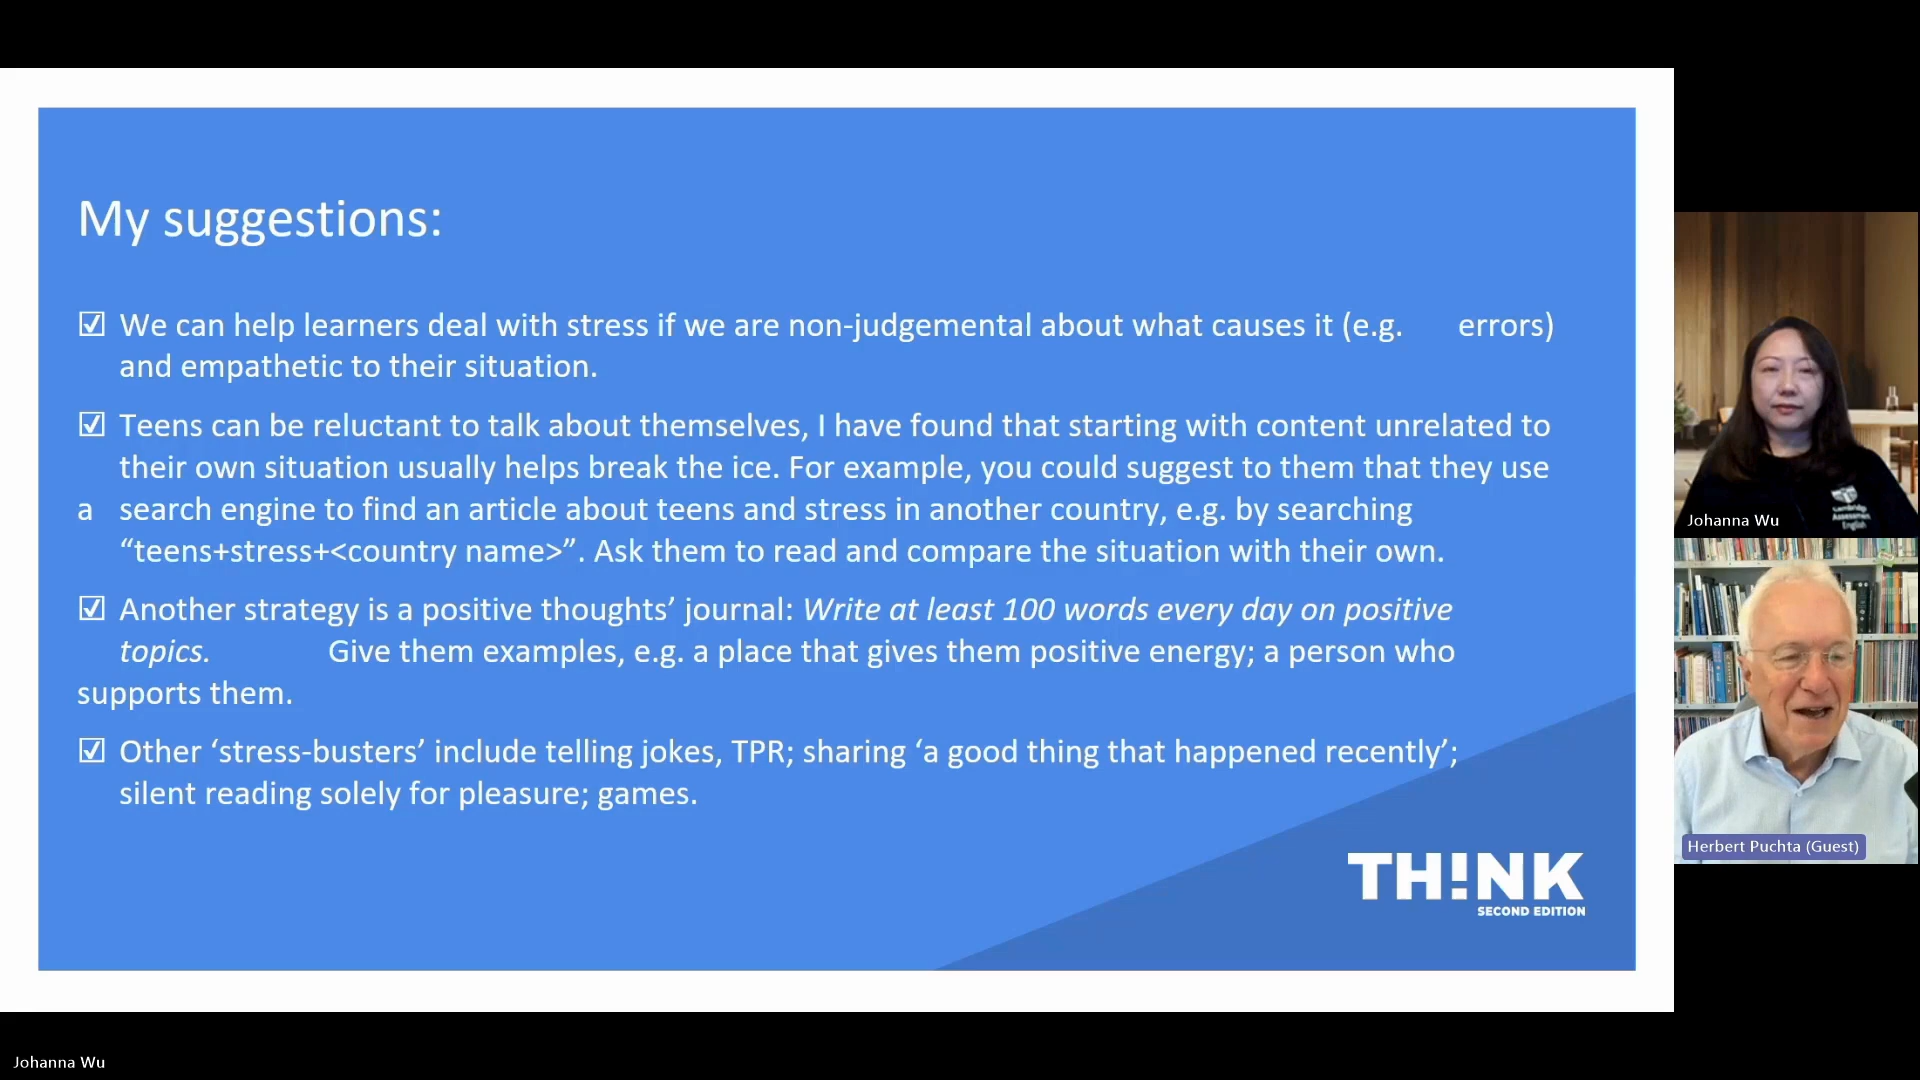 My suggestions:
☑ We can help learners deal with stress if we are non-judgemental about what causes it (e.g. errors)
and empathetic to their situation.
☑ Teens can be reluctant to talk about themselves, I have found that starting with content unrelated to
their own situation usually helps break the ice. For example, you could suggest to them that they use
a search engine to find an article about teens and stress in another country, e.g. by searching
“teens+stress+<country name>”. Ask them to read and compare the situation with their own.
☑ Another strategy is a positive thoughts’ journal: Write at least 100 words every day on positive
topics. Give them examples, e.g. a place that gives them positive energy; a person who
supports them.
☑ Other ‘stress-busters’ include telling jokes, TPR; sharing ‘a good thing that happened recently’;
silent reading solely for pleasure; games.
TH!NK
SECOND EDITION
Cambridge
Assessment
English
Johanna Wu
Herbert Puchta (Guest)
Johanna Wu